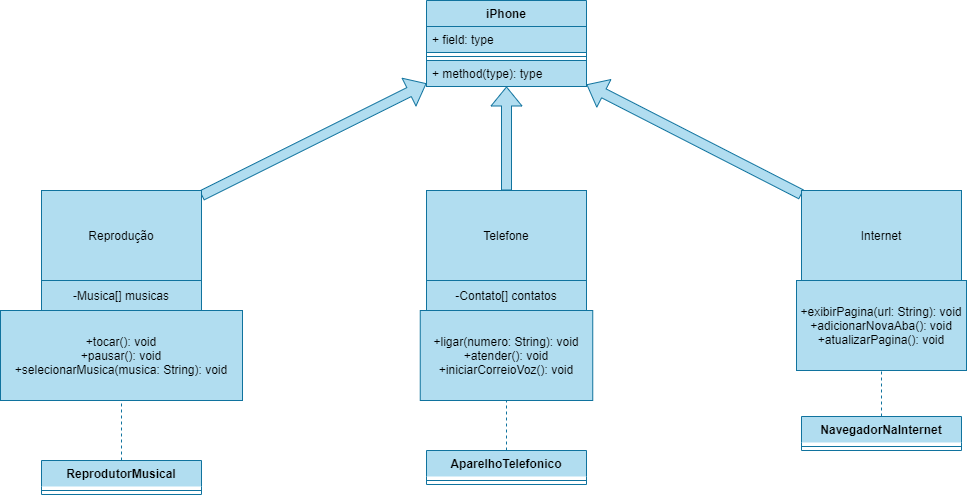 iPhone
+ field: type
+ method(type): type
Reprodução
-Musica[] musicas
+tocar(): void
+pausar(): void
+selecionarMusica(musica: String): void
ReprodutorMusical
Telefone
-Contato[] contatos
+ligar(numero: String): void
+atender(): void
+iniciarCorreioVoz(): void
AparelhoTelefonico
Internet
+exibirPagina(url: String): void
+adicionarNovaAba(): void
+atualizarPagina(): void
NavegadorNaInternet